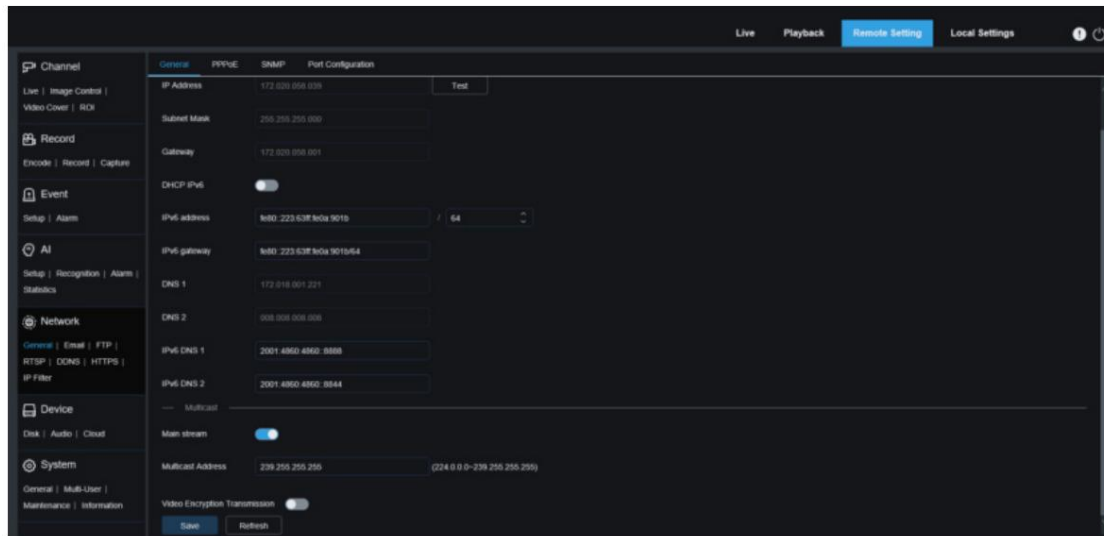 Live Playback Remote Setting Local Settings
Channel
Live | Image Control |
Video Cover | ROI
Record
Encode | Record | Capture
Event
Setup | Alarm
AI
Setup | Recognition | Alarm |
Statistics
Network
General | Email | FTP |
RTSP | DDNS | HTTPS |
IP Filter
Device
Disk | Audio | Cloud
System
General | Multi-User |
Maintenance | Information
General PPPoE SNMP Port Configuration
IP Address 172.020.056.039 Test
Subnet Mask 255.255.255.000
Gateway 172.020.056.001
DHCP IPv6
IPv6 address fe80::223:63ff:fe0a:901b / 64
IPv6 gateway fe80::223:63ff:fe0a:901b/64
DNS 1 172.018.001.221
DNS 2 008.008.008.008
IPv6 DNS 1 2001:4860:4860::8888
IPv6 DNS 2 2001:4860:4860::8844
Multicast
Main stream
Multicast Address 239.255.255.255 (224.0.0.0~239.255.255.255)
Video Encryption Transmission
Save Refresh